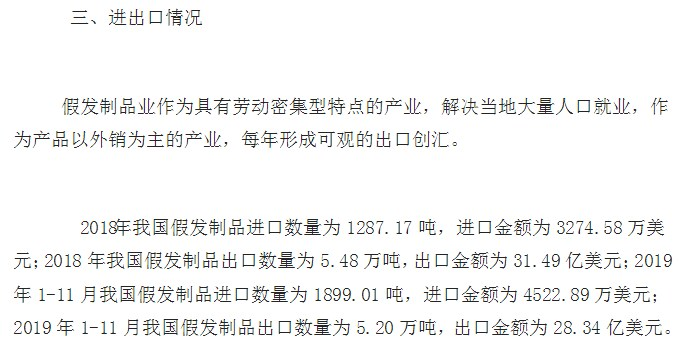 三、进出口情况
假发制品业作为具有劳动密集型特点的产业，解决当地大量人口就业，作
为产品以外销为主的产业，每年形成可观的出口创汇。
2018年我国假发制品进口数量为 1287.17 吨，进口金额为 3274.58 万美
元；2018 年我国假发制品出口数量为 5.48 万吨，出口金额为 31.49 亿美元；2019
年 1-11 月我国假发制品进口数量为 1899.01 吨，进口金额为 4522.89 万美元；
2019 年 1-11 月我国假发制品出口数量为 5.20 万吨，出口金额为 28.34 亿美元。